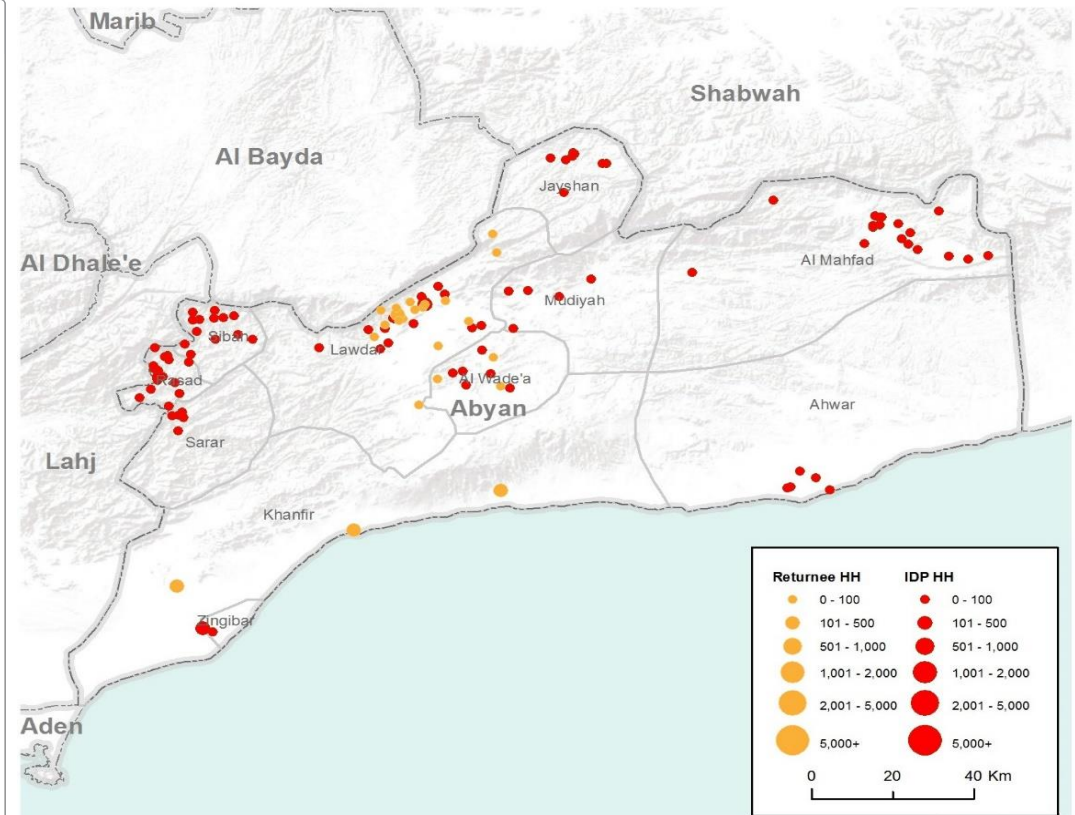 Marib
Shabwah
Al Bayda
Jayshan
Al Dhale'e
Al Mahfad
Mudiyah
Sibah
Lawdar
Rasad
Al Wade'a
Abyan
Ahwar
Sarar
Lahj
Khanfir
Zingibar
Aden
Returnee HH IDP HH
0 - 100 0 - 100
101 - 500 101 - 500
501 - 1,000 501 - 1,000
1,001 - 2,000 1,001 - 2,000
2,001 - 5,000 2,001 - 5,000
5,000+ 5,000+
0 20 40 Km